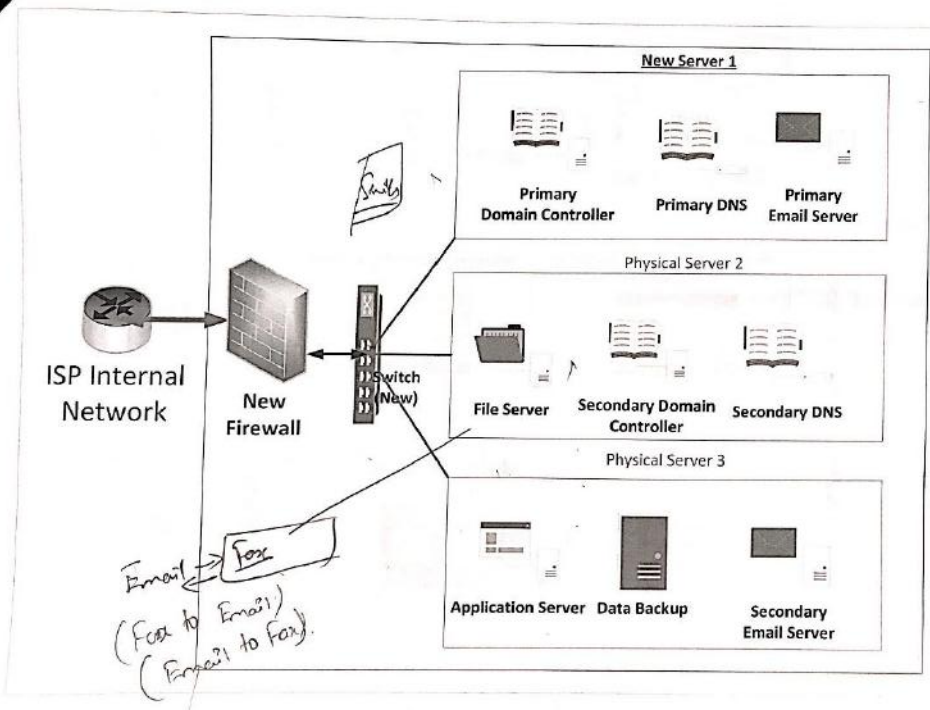 New Server 1
Primary
Domain Controller
Primary DNS
Primary
Email Server
Physical Server 2
ISP Internal
Network
New
Firewall
Switch
(New)
File Server
Secondary Domain
Controller
Secondary DNS
Physical Server 3
Email
Fax
(Fax to Email)
(Email to Fax).
Application Server
Data Backup
Secondary
Email Server